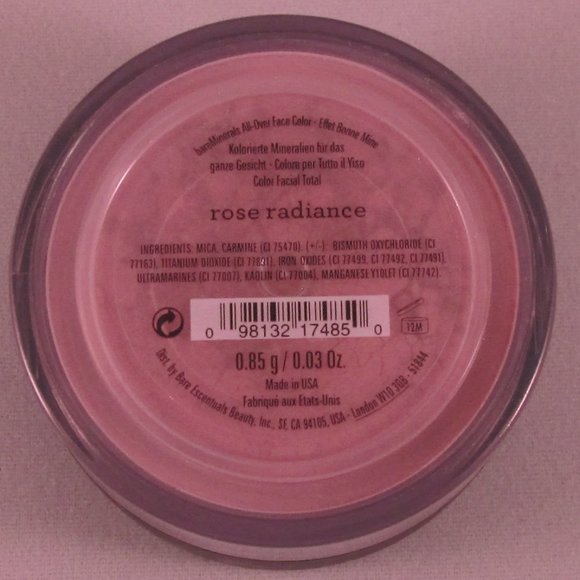 bareMinerals All-Over Face Color - Effet Bonne Mine
Kolorierte Mineralien für das
ganze Gesicht - Colore per Tutto il Viso
Color Facial Total
rose radiance
INGREDIENTS: MICA, CARMINE (CI 75470). (+/-): BISMUTH OXYCHLORIDE (CI
77163), TITANIUM DIOXIDE (CI 77891), IRON OXIDES (CI 77499, CI 77492, CI 77491),
ULTRAMARINES (CI 77007), KAOLIN (CI 77004), MANGANESE VIOLET (CI 77742).
0 98132 17485 0
12M
0.85 g / 0.03 Oz.
Made in USA
Fabriqué aux Etats-Unis
Dist. by Bare Escentuals Beauty, Inc., SF, CA 94105, USA - London W1D 3QB - 51844